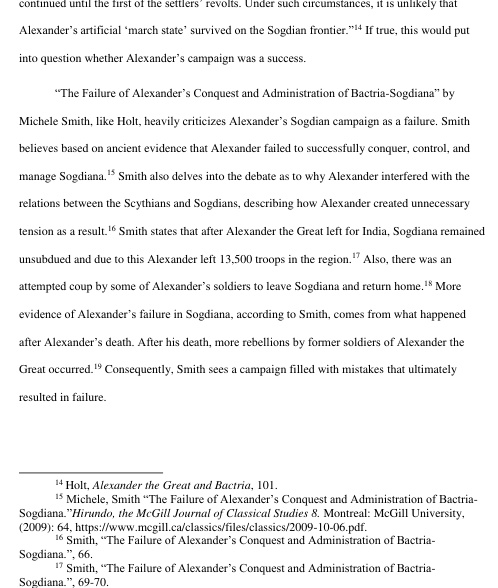 continued until the first of the settlers’ revolts. Under such circumstances, it is unlikely that
Alexander’s artificial ‘march state’ survived on the Sogdian frontier.”14 If true, this would put
into question whether Alexander’s campaign was a success.
“The Failure of Alexander’s Conquest and Administration of Bactria-Sogdiana” by
Michele Smith, like Holt, heavily criticizes Alexander’s Sogdian campaign as a failure. Smith
believes based on ancient evidence that Alexander failed to successfully conquer, control, and
manage Sogdiana.15 Smith also delves into the debate as to why Alexander interfered with the
relations between the Scythians and Sogdians, describing how Alexander created unnecessary
tension as a result.16 Smith states that after Alexander the Great left for India, Sogdiana remained
unsubdued and due to this Alexander left 13,500 troops in the region.17 Also, there was an
attempted coup by some of Alexander’s soldiers to leave Sogdiana and return home.18 More
evidence of Alexander’s failure in Sogdiana, according to Smith, comes from what happened
after Alexander’s death. After his death, more rebellions by former soldiers of Alexander the
Great occurred.19 Consequently, Smith sees a campaign filled with mistakes that ultimately
resulted in failure.
14 Holt, Alexander the Great and Bactria, 101.
15 Michele, Smith “The Failure of Alexander’s Conquest and Administration of Bactria-
Sogdiana.”Hirundo, the McGill Journal of Classical Studies 8. Montreal: McGill University,
(2009): 64, https://www.mcgill.ca/classics/files/classics/2009-10-06.pdf.
16 Smith, “The Failure of Alexander’s Conquest and Administration of Bactria-
Sogdiana.”, 66.
17 Smith, “The Failure of Alexander’s Conquest and Administration of Bactria-
Sogdiana.”, 69-70.